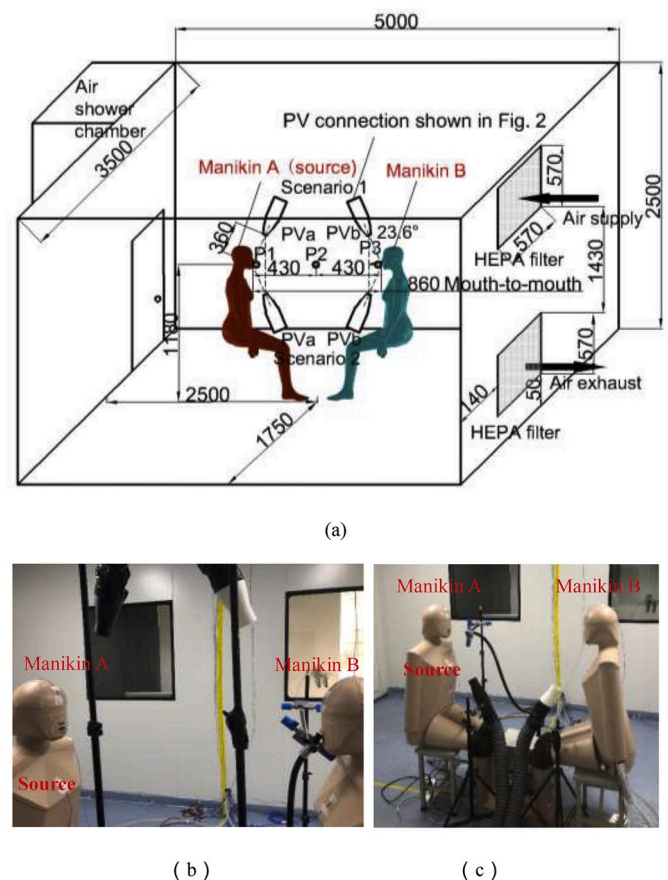 5000
Air
shower
chamber
3500
PV connection shown in Fig. 2
Manikin A (source)
Manikin B
Scenario 1
570
2500
Air supply
360
PVa
PVb
23.6°
P1
P2
P3
430
430
570
HEPA filter
1430
860 Mouth-to-mouth
1180
PVa
PVb
Scenario 2
570
Air exhaust
50
2500
140
HEPA filter
1750
(a)
Manikin A
Manikin B
Source
Manikin A
Manikin B
Source
(b)
(c)